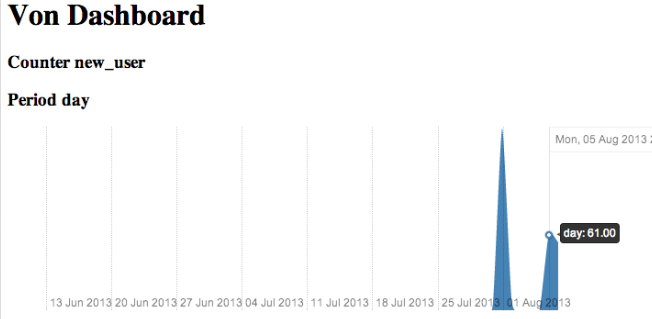 Von Dashboard
Counter new_user
Period day
Mon, 05 Aug 2013
day: 61.00
13 Jun 2013 20 Jun 2013 27 Jun 2013 04 Jul 2013 11 Jul 2013 18 Jul 2013 25 Jul 2013 01 Aug 2013